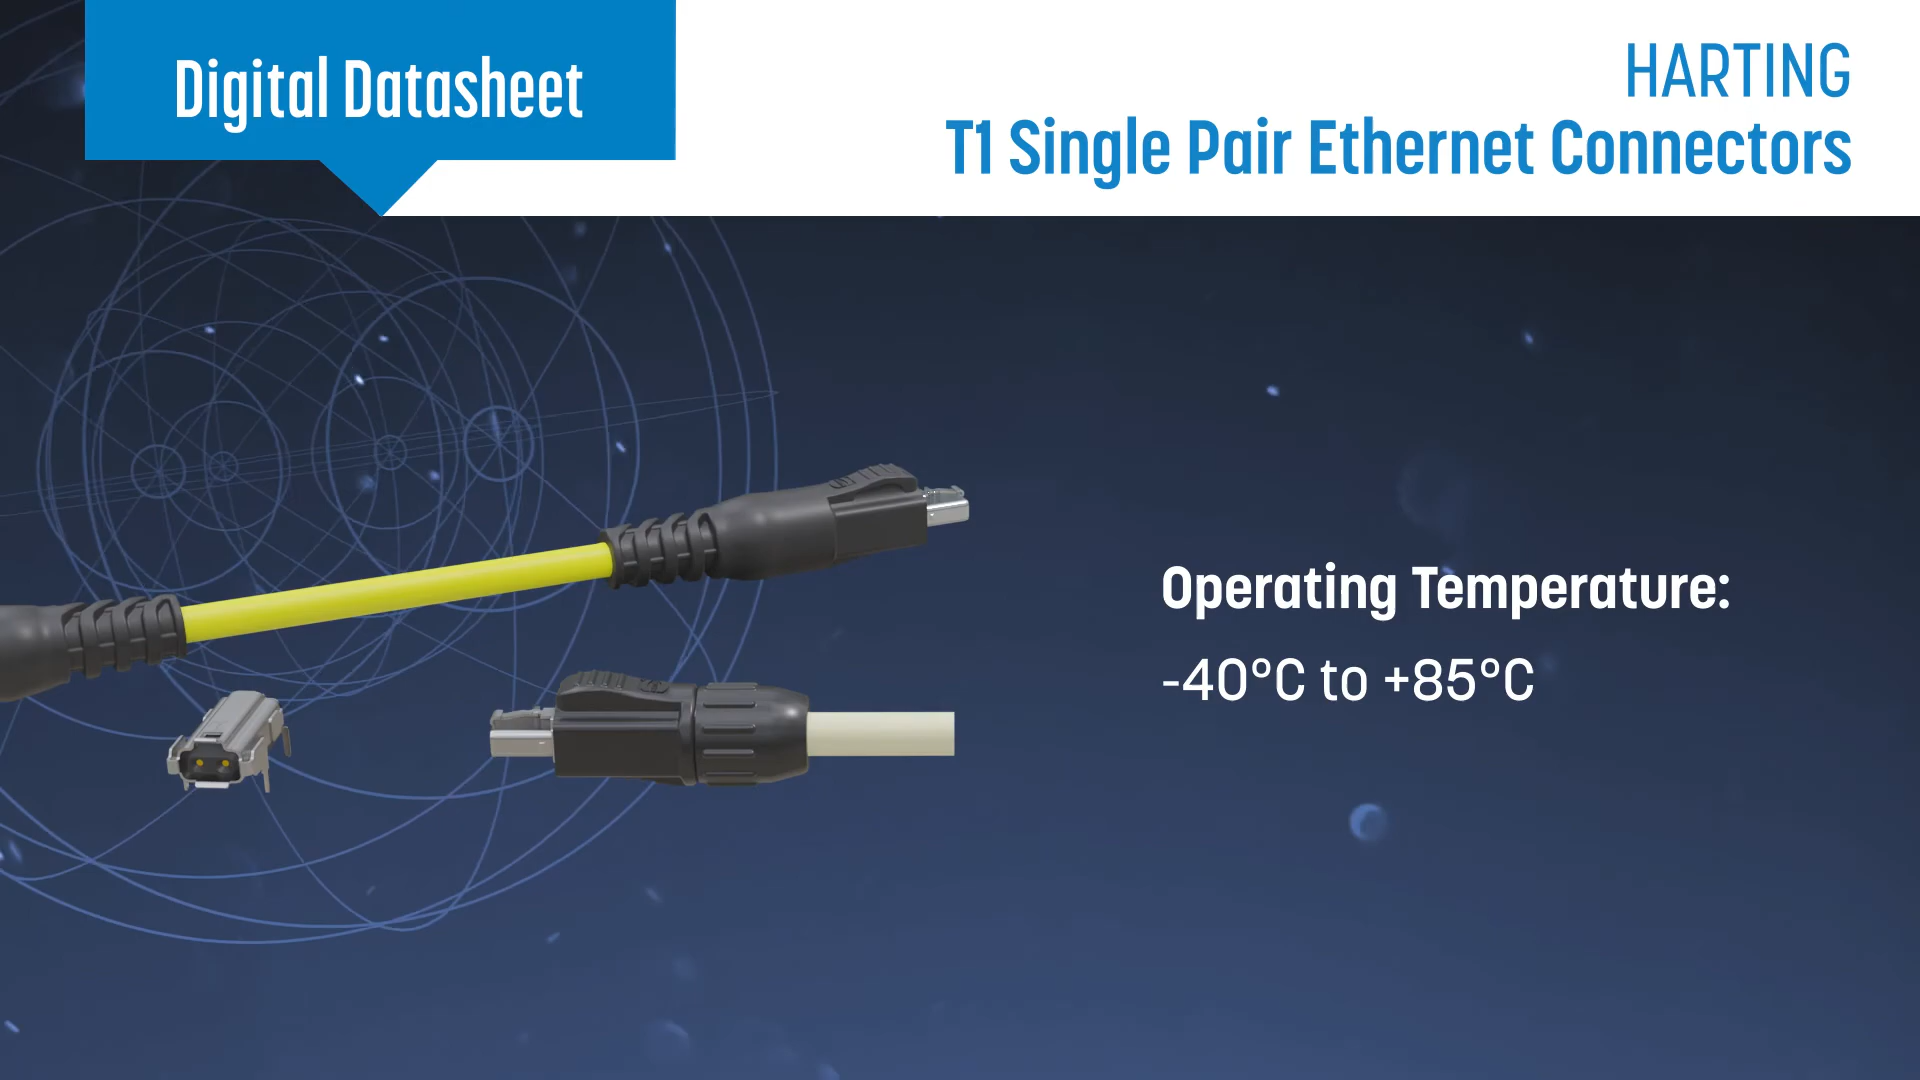 Digital Datasheet
HARTING
T1 Single Pair Ethernet Connectors
Operating Temperature:
-40°C to +85°C